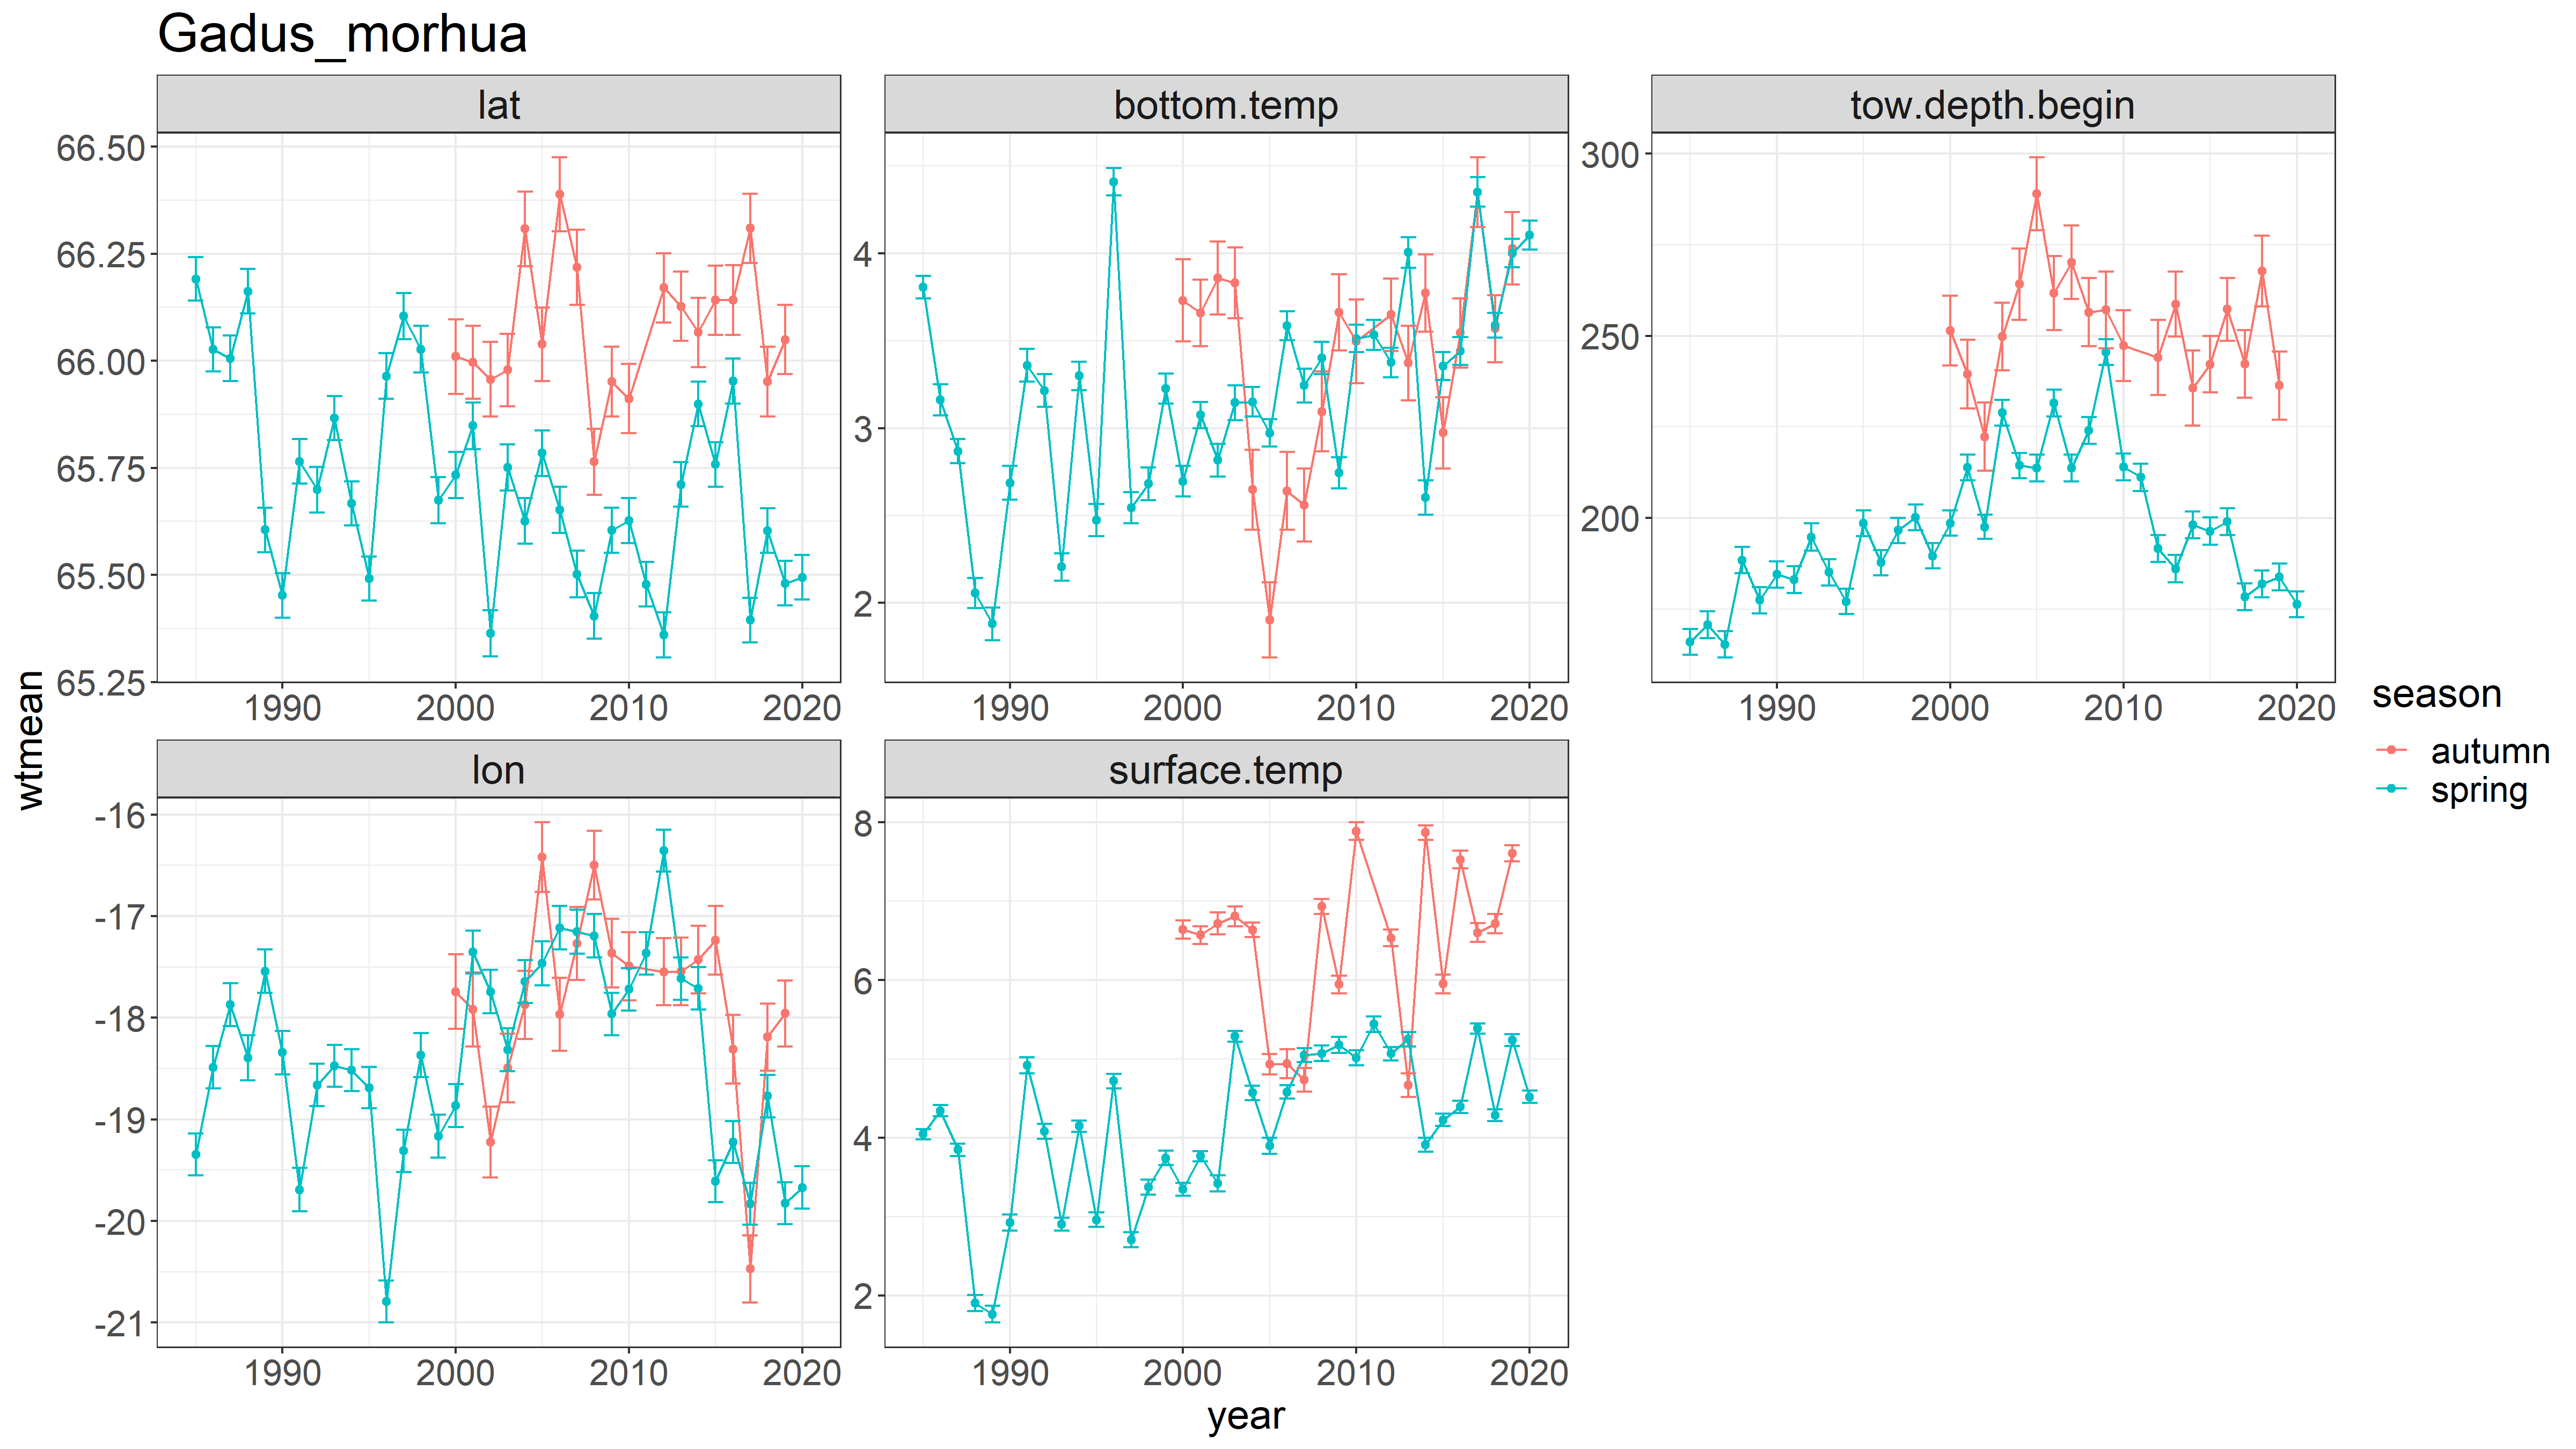 Gadus_morhua
lat
bottom.temp
tow.depth.begin
66.50
66.25
66.00
65.75
65.50
65.25
4
3
2
300
250
200
1990 2000 2010 2020
1990 2000 2010 2020
1990 2000 2010 2020
lon
surface.temp
-16
-17
-18
-19
-20
-21
8
6
4
2
1990 2000 2010 2020
1990 2000 2010 2020
wtmean
year
season
autumn
spring